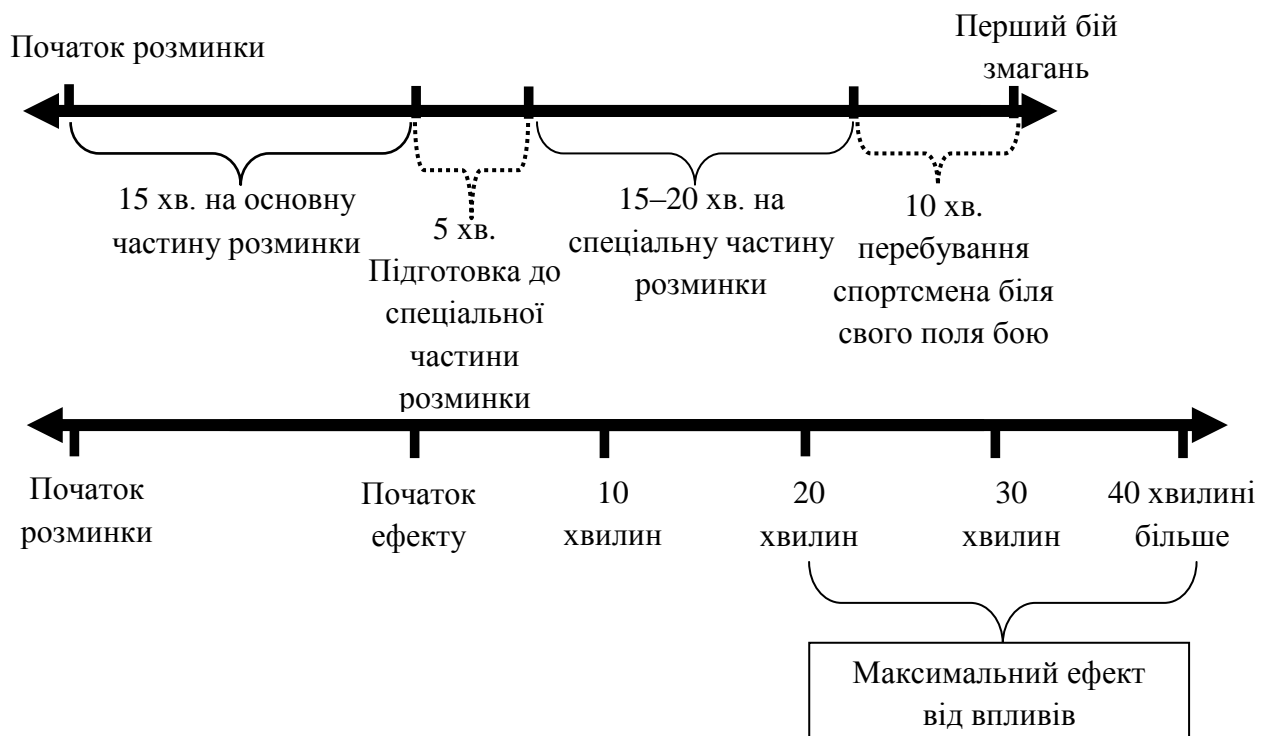 Початок розминки
Перший бій
змагань
15 хв. на основну
частину розминки
5 хв.
Підготовка до
спеціальної
частини
розминки
15–20 хв. на
спеціальну частину
розминки
10 хв.
перебування
спортсмена біля
свого поля бою
Початок
розминки
Початок
ефекту
10
хвилин
20
хвилин
30
хвилин
40 хвилині
більше
Максимальний ефект
від впливів